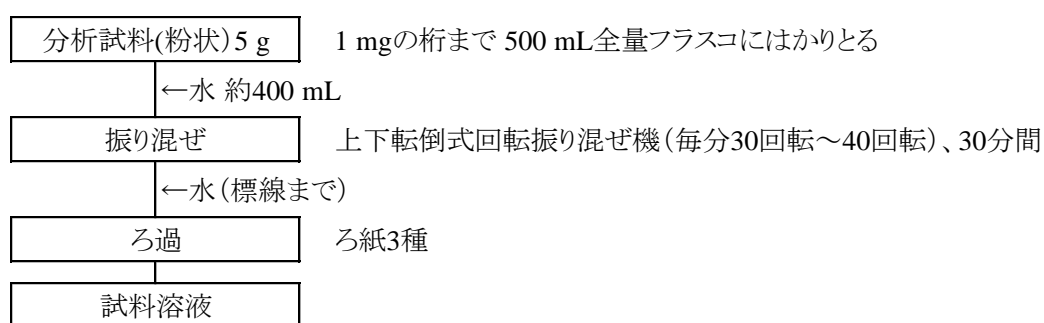 分析試料(粉状)5 g 1 mgの桁まで 500 mL全量フラスコにはかりとる
←水 約400 mL
振り混ぜ 上下転倒式回転振り混ぜ機(毎分30回転~40回転)、30分間
←水(標線まで)
ろ過 ろ紙3種
試料溶液